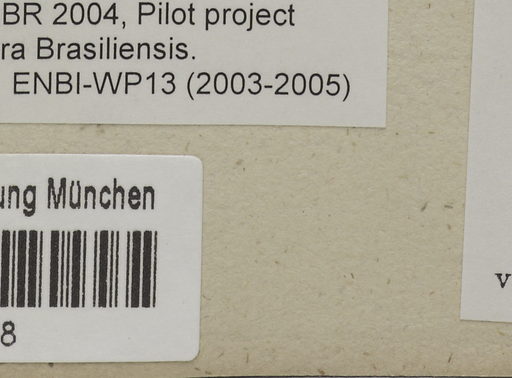 BR 2004, Pilot project
ra Brasiliensis.
ENBI-WP13 (2003-2005)
ung München
8
v